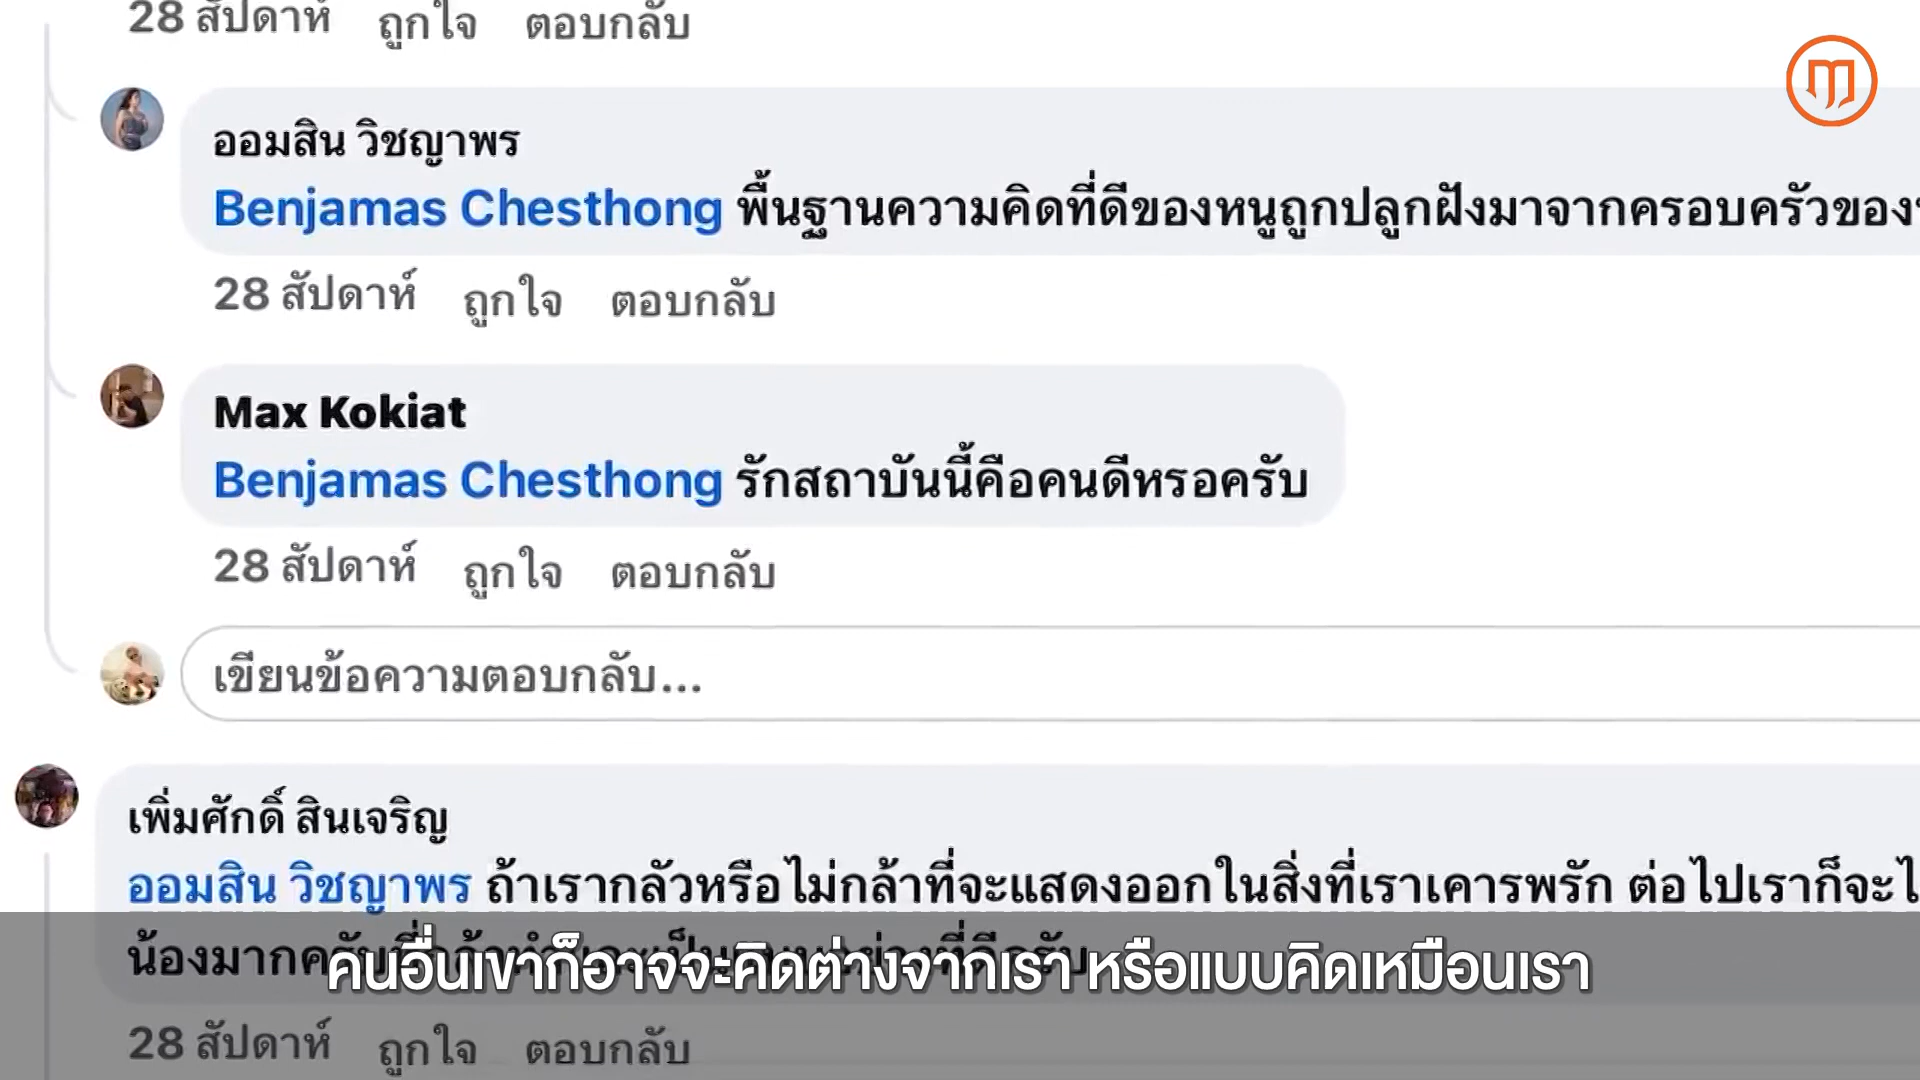 28 สัปดาห์ ถูกใจ ตอบกลับ
ออมสิน วิชญาพร
Benjamas Chesthong พื้นฐานความคิดที่ดีของหนูถูกปลูกฝังมาจากครอบครัวของ
28 สัปดาห์ ถูกใจ ตอบกลับ
Max Kokiat
Benjamas Chesthong รักสถาบันนี้คือคนดีหรอครับ
28 สัปดาห์ ถูกใจ ตอบกลับ
เขียนข้อความตอบกลับ...
เพิ่มศักดิ์ สินเจริญ
ออมสิน วิชญาพร ถ้าเรากลัวหรือไม่กล้าที่จะแสดงออกในสิ่งที่เราเคารพรัก ต่อไปเราก็จะ
น้องมาก
คนอื่นเขาก็อาจจะคิดต่างจากเรา หรือแบบคิดเหมือนเรา
28 สัปดาห์ ถูกใจ ตอบกลับ